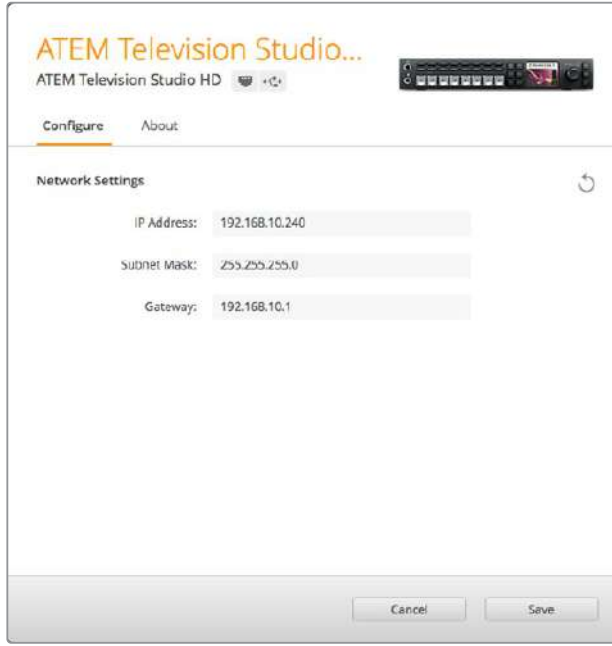 ATEM Television Studio...
ATEM Television Studio HD
Configure About
Network Settings
IP Address: 192.168.10.240
Subnet Mask: 255.255.255.0
Gateway: 192.168.10.1
Cancel Save